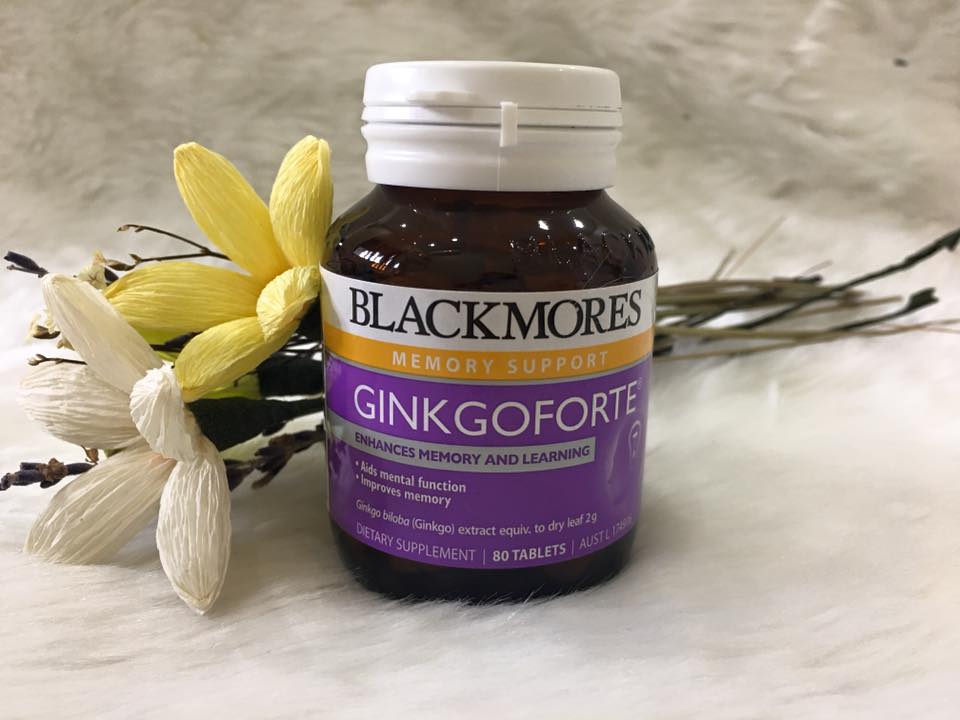 BLACKMORES
MEMORY SUPPORT
GINKGOFORTE®
ENHANCES MEMORY AND LEARNING
• Aids mental function
• Improves memory
Ginkgo biloba (Ginkgo) extract equiv. to dry leaf 2g
DIETARY SUPPLEMENT | 80 TABLETS | AUST L